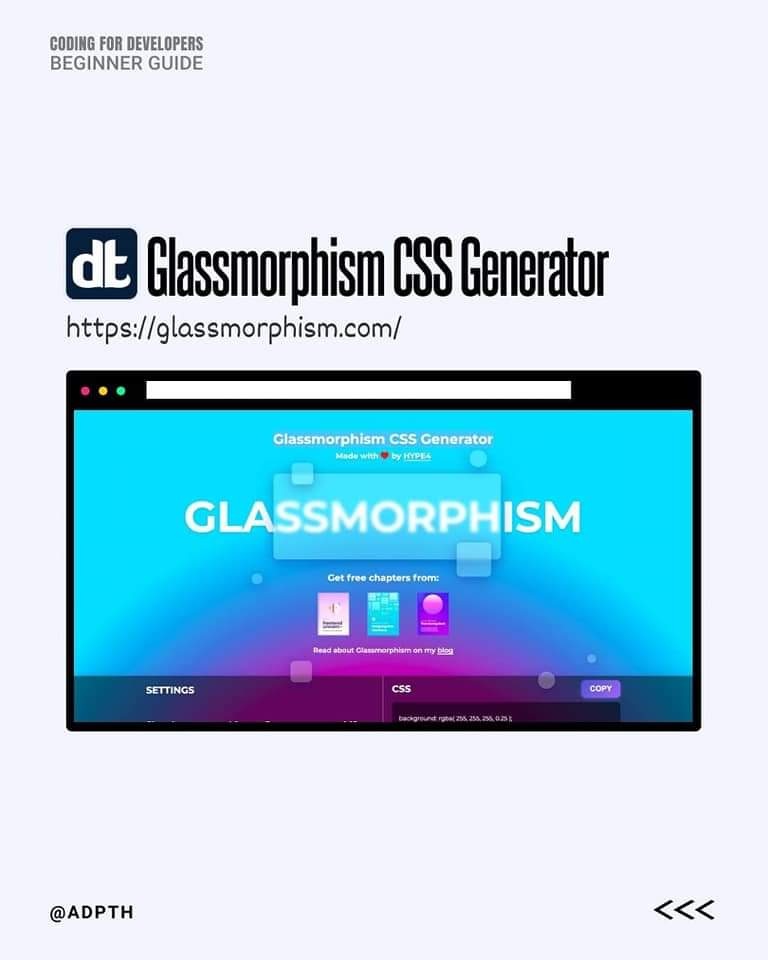 CODING FOR DEVELOPERS
BEGINNER GUIDE
dt
Glassmorphism CSS Generator
https://glassmorphism.com/
Glassmorphism CSS Generator
Made with ❤ by HYPE4
GLASSMORPHISM
Get free chapters from:
Read about Glassmorphism on my blog
SETTINGS
CSS
COPY
background: rgba( 255, 255, 255, 0.25 );
@ADPTH
<<<